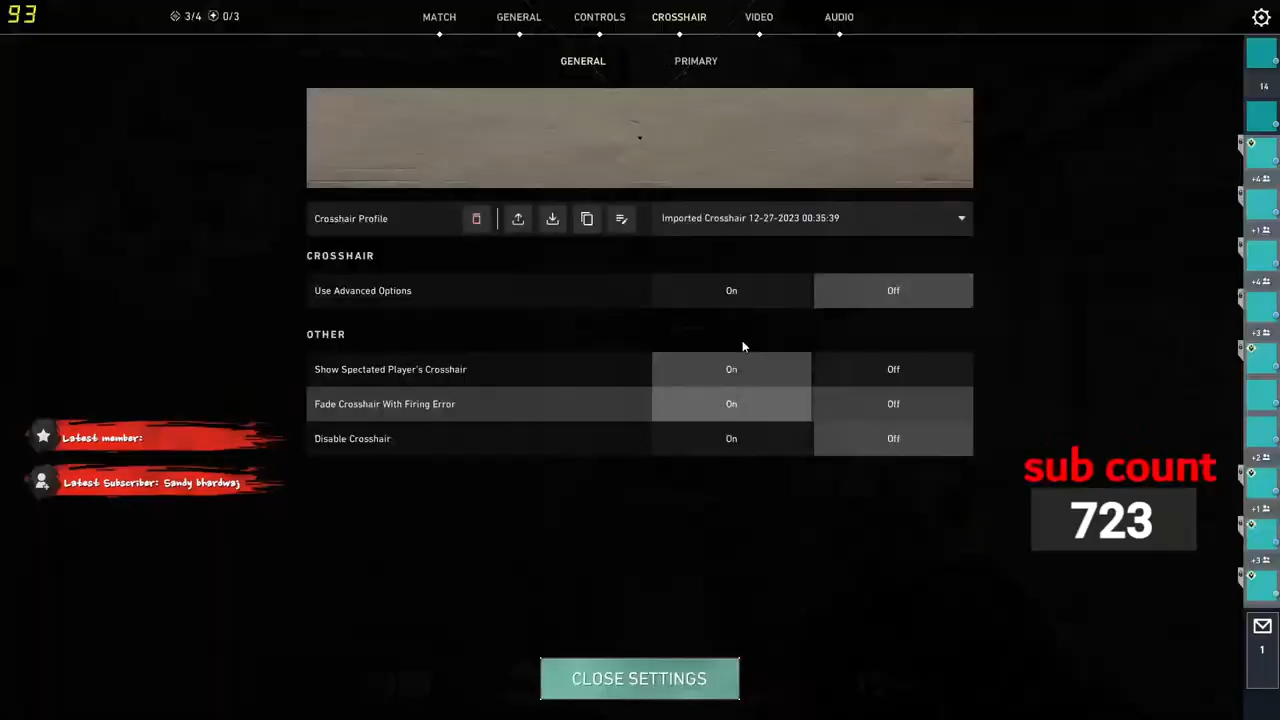 93
3/4 0/3
MATCH GENERAL CONTROLS CROSSHAIR VIDEO AUDIO
GENERAL PRIMARY
Crosshair Profile Imported Crosshair 12-27-2023 00:35:39
CROSSHAIR
Use Advanced Options On Off
OTHER
Show Spectated Player's Crosshair On Off
Fade Crosshair With Firing Error On Off
Disable Crosshair On Off
Latest member:
Latest Subscriber: Sandy bhardwaj
sub count
723
CLOSE SETTINGS
14
+4
+1
+4
+3
+2
+1
+3
1